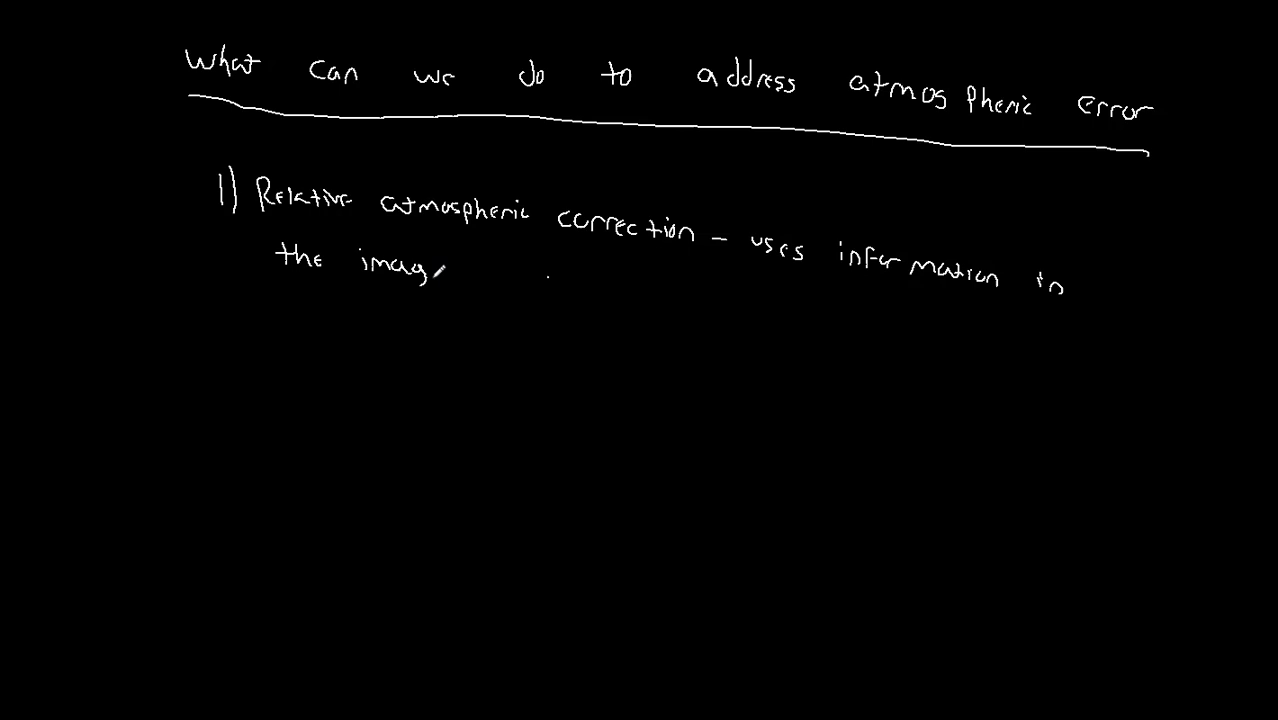 What can we do to address atmospheric error
1) Relative atmospheric correction - uses information in
the imag